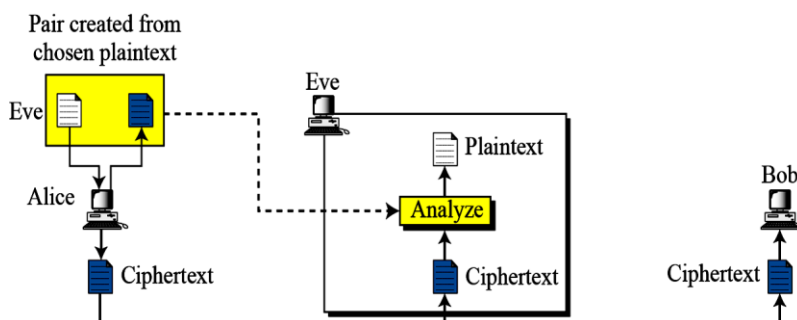 Pair created from
chosen plaintext
Eve
Eve
Plaintext
Bob
Alice
Analyze
Ciphertext
Ciphertext
Ciphertext